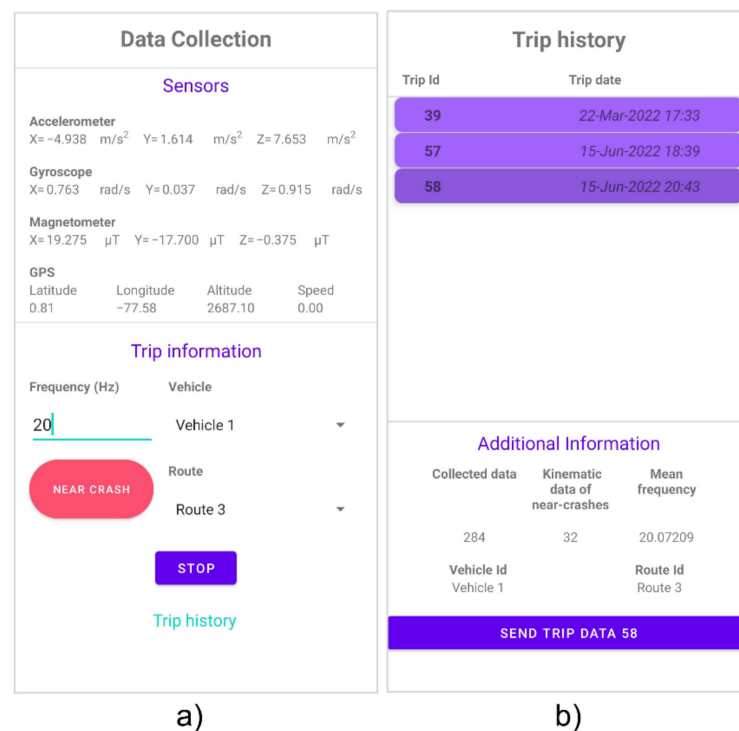 Data Collection
Sensors
Accelerometer
X=−4.938 m/s² Y=1.614 m/s² Z=7.653 m/s²
Gyroscope
X=0.763 rad/s Y=0.037 rad/s Z=0.915 rad/s
Magnetometer
X=19.275 μT Y=−17.700 μT Z=−0.375 μT
GPS
Latitude Longitude Altitude Speed
0.81 −77.58 2687.10 0.00
Trip information
Frequency (Hz) Vehicle
20 Vehicle 1
NEAR CRASH
Route
Route 3
STOP
Trip history
a)
Trip history
Trip Id Trip date
39 22-Mar-2022 17:33
57 15-Jun-2022 18:39
58 15-Jun-2022 20:43
Additional Information
Collected data Kinematic data of near-crashes Mean frequency
284 32 20.07209
Vehicle Id Route Id
Vehicle 1 Route 3
SEND TRIP DATA 58
b)